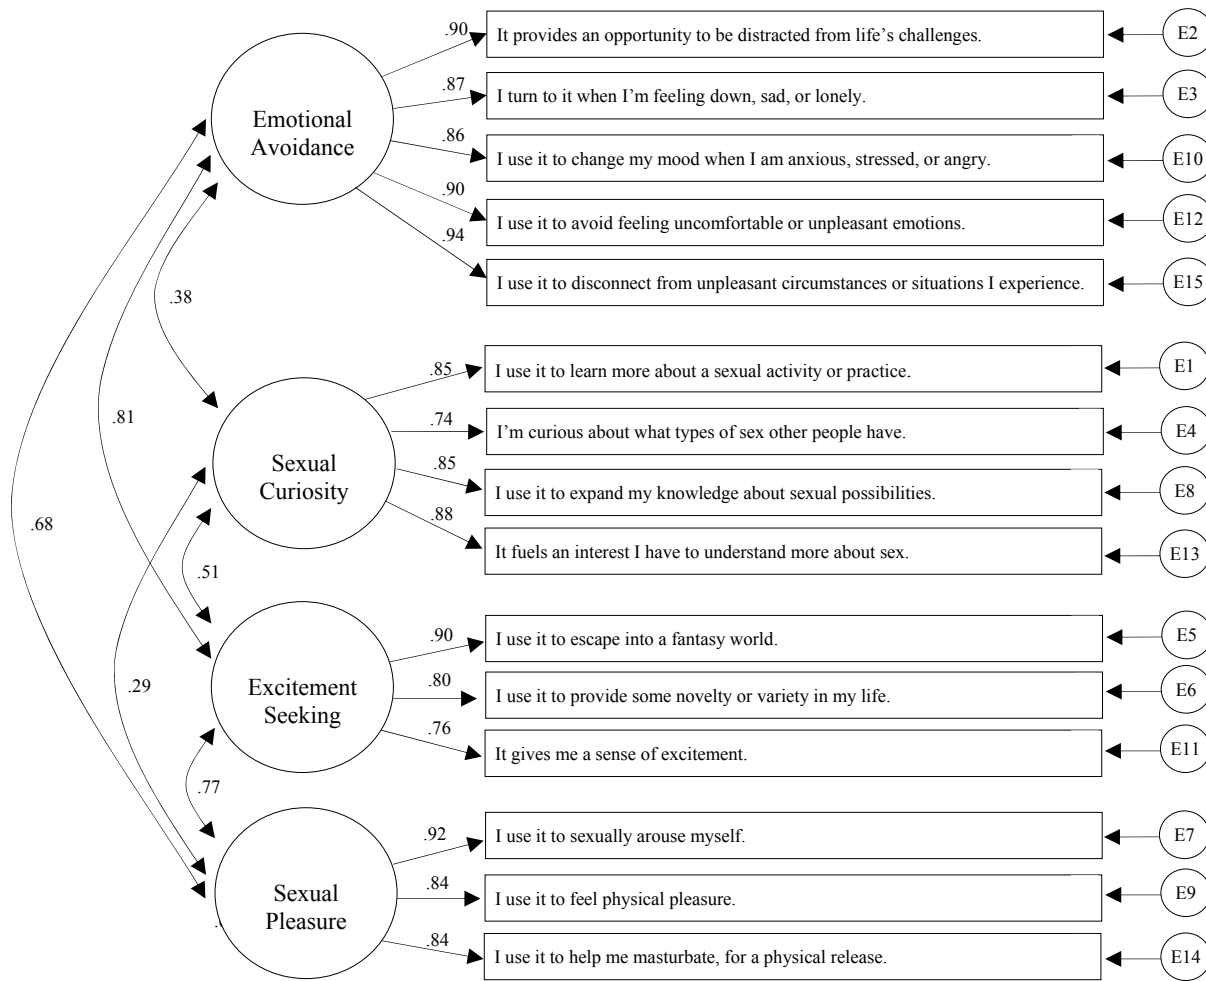 .90
It provides an opportunity to be distracted from life's challenges.
E2
.87
I turn to it when I'm feeling down, sad, or lonely.
E3
Emotional
Avoidance
.86
I use it to change my mood when I am anxious, stressed, or angry.
E10
.90
I use it to avoid feeling uncomfortable or unpleasant emotions.
E12
.94
I use it to disconnect from unpleasant circumstances or situations I experience.
E15
.38
.85
I use it to learn more about a sexual activity or practice.
E1
.81
.74
I'm curious about what types of sex other people have.
E4
Sexual
Curiosity
.85
I use it to expand my knowledge about sexual possibilities.
E8
.88
It fuels an interest I have to understand more about sex.
E13
.68
.51
.90
I use it to escape into a fantasy world.
E5
.29
Excitement
Seeking
.80
I use it to provide some novelty or variety in my life.
E6
.76
It gives me a sense of excitement.
E11
.77
.92
I use it to sexually arouse myself.
E7
Sexual
Pleasure
.84
I use it to feel physical pleasure.
E9
.84
I use it to help me masturbate, for a physical release.
E14